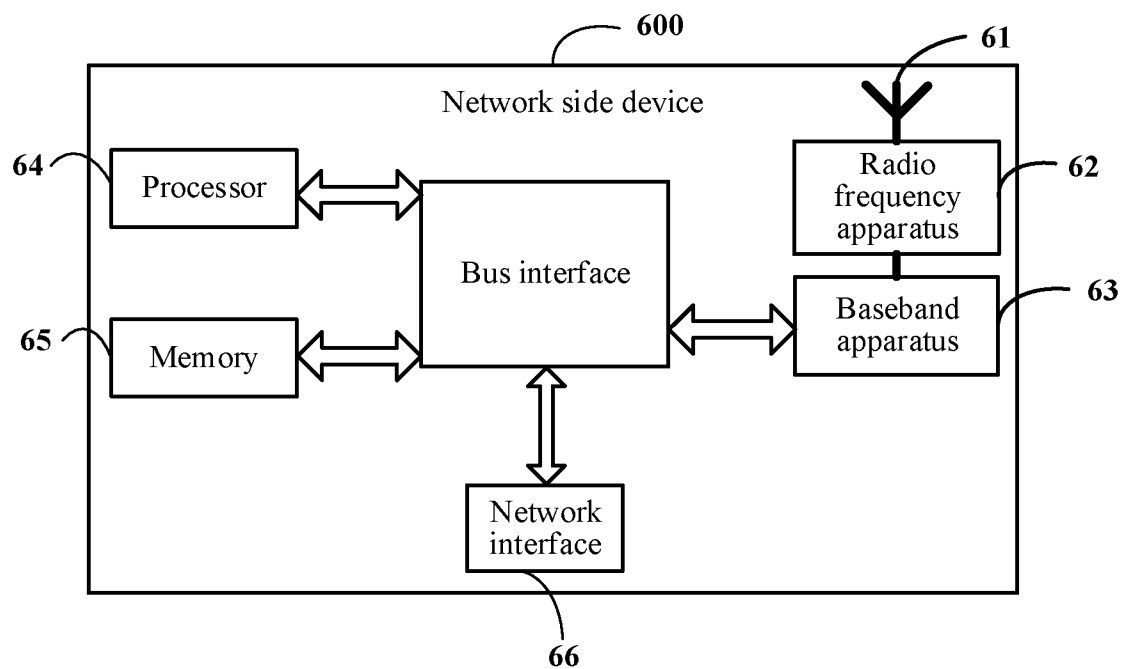 600
61
Network side device
64
Processor
Radio
frequency
apparatus
62
Bus interface
63
Baseband
apparatus
65
Memory
Network
interface
66